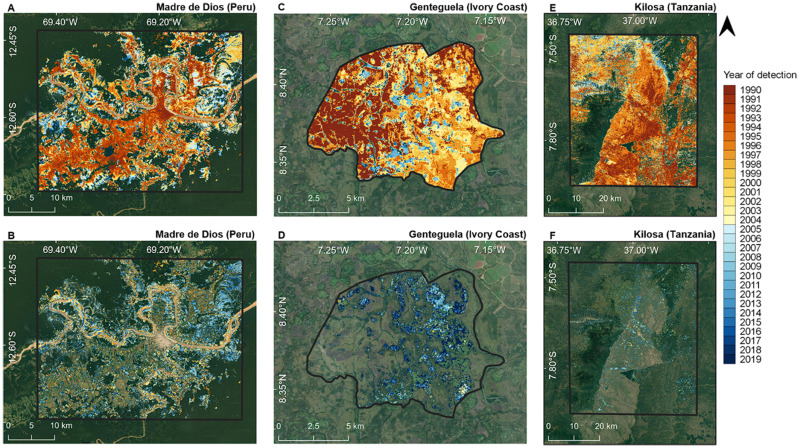 A
Madre de Dios (Peru)
69.40°W
69.20°W
12.45°S
12.60°S
0 5 10 km
C
Genteguela (Ivory Coast)
7.25°W
7.20°W
7.15°W
8.40°N
8.35°N
0 2.5 5 km
E
Kilosa (Tanzania)
36.75°W
37.00°W
7.50°S
7.80°S
0 10 20 km
B
Madre de Dios (Peru)
69.40°W
69.20°W
12.45°S
12.60°S
0 5 10 km
D
Genteguela (Ivory Coast)
7.25°W
7.20°W
7.15°W
8.40°N
8.35°N
0 2.5 5 km
F
Kilosa (Tanzania)
36.75°W
37.00°W
7.50°S
7.80°S
0 10 20 km
Year of detection
1990
1991
1992
1993
1994
1995
1996
1997
1998
1999
2000
2001
2002
2003
2004
2005
2006
2007
2008
2009
2010
2011
2012
2013
2014
2015
2016
2017
2018
2019